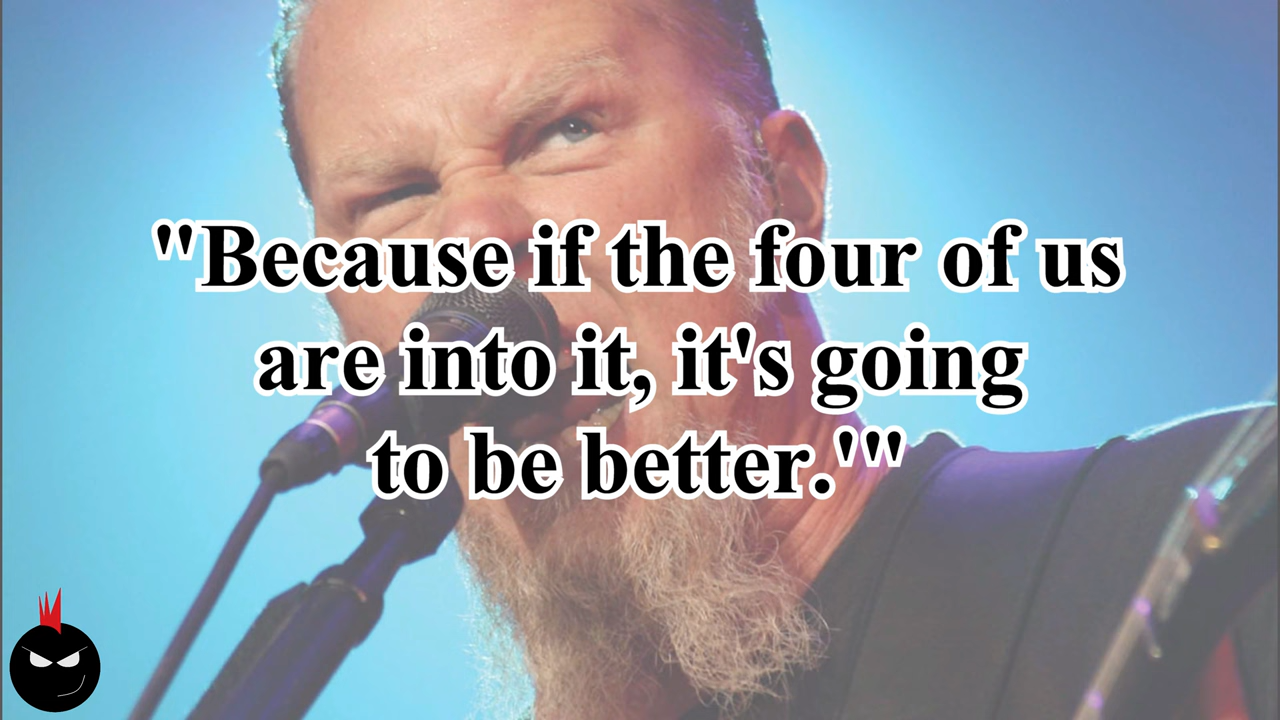 "Because if the four of us
are into it, it's going
to be better.'"